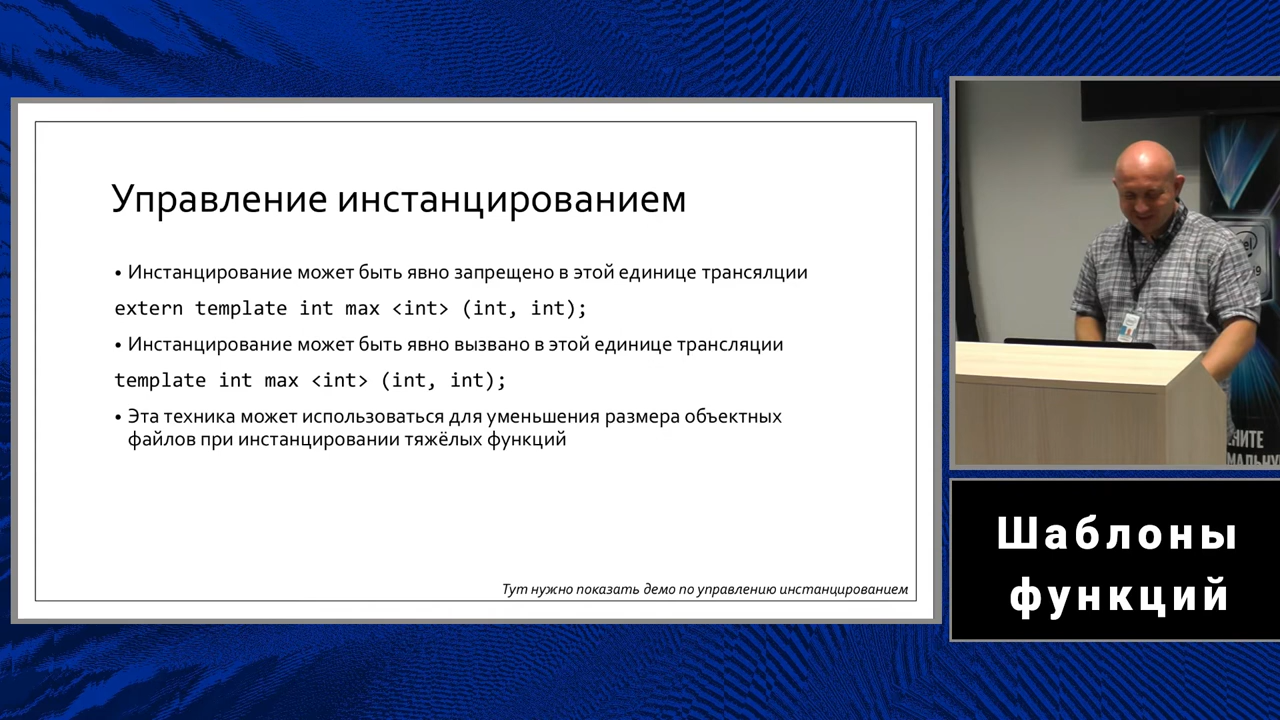 Управление инстанцированием
• Инстанцирование может быть явно запрещено в этой единице трансялции
extern template int max <int> (int, int);
• Инстанцирование может быть явно вызвано в этой единице трансляции
template int max <int> (int, int);
• Эта техника может использоваться для уменьшения размера объектных
файлов при инстанцировании тяжёлых функций
Тут нужно показать демо по управлению инстанцированием
Шаблоны
функций